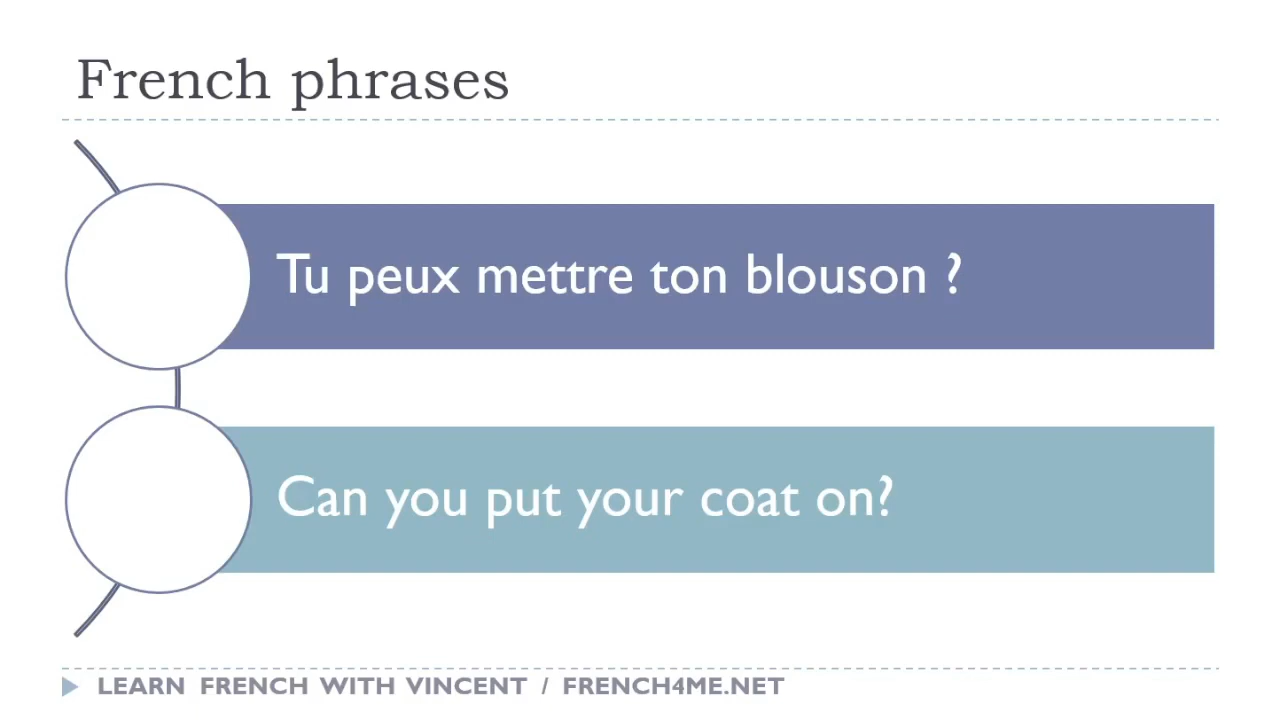 French phrases
Tu peux mettre ton blouson ?
Can you put your coat on?
LEARN FRENCH WITH VINCENT / FRENCH4ME.NET